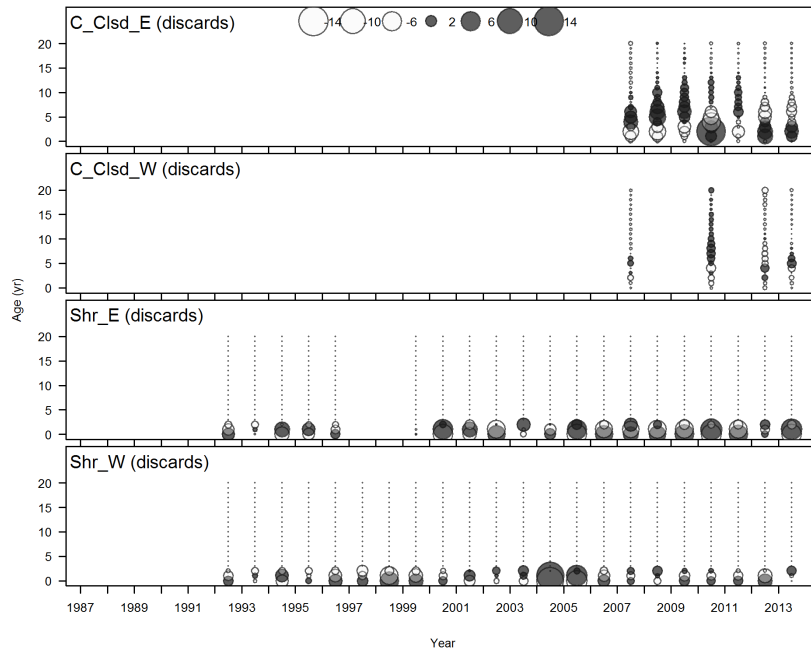 C_Clsd_E (discards)
-14 -10 -6 2 6 10 14
20
15
10
5
0
C_Clsd_W (discards)
20
15
10
5
0
Age (yr)
Shr_E (discards)
20
15
10
5
0
Shr_W (discards)
20
15
10
5
0
1987 1989 1991 1993 1995 1997 1999 2001 2003 2005 2007 2009 2011 2013
Year